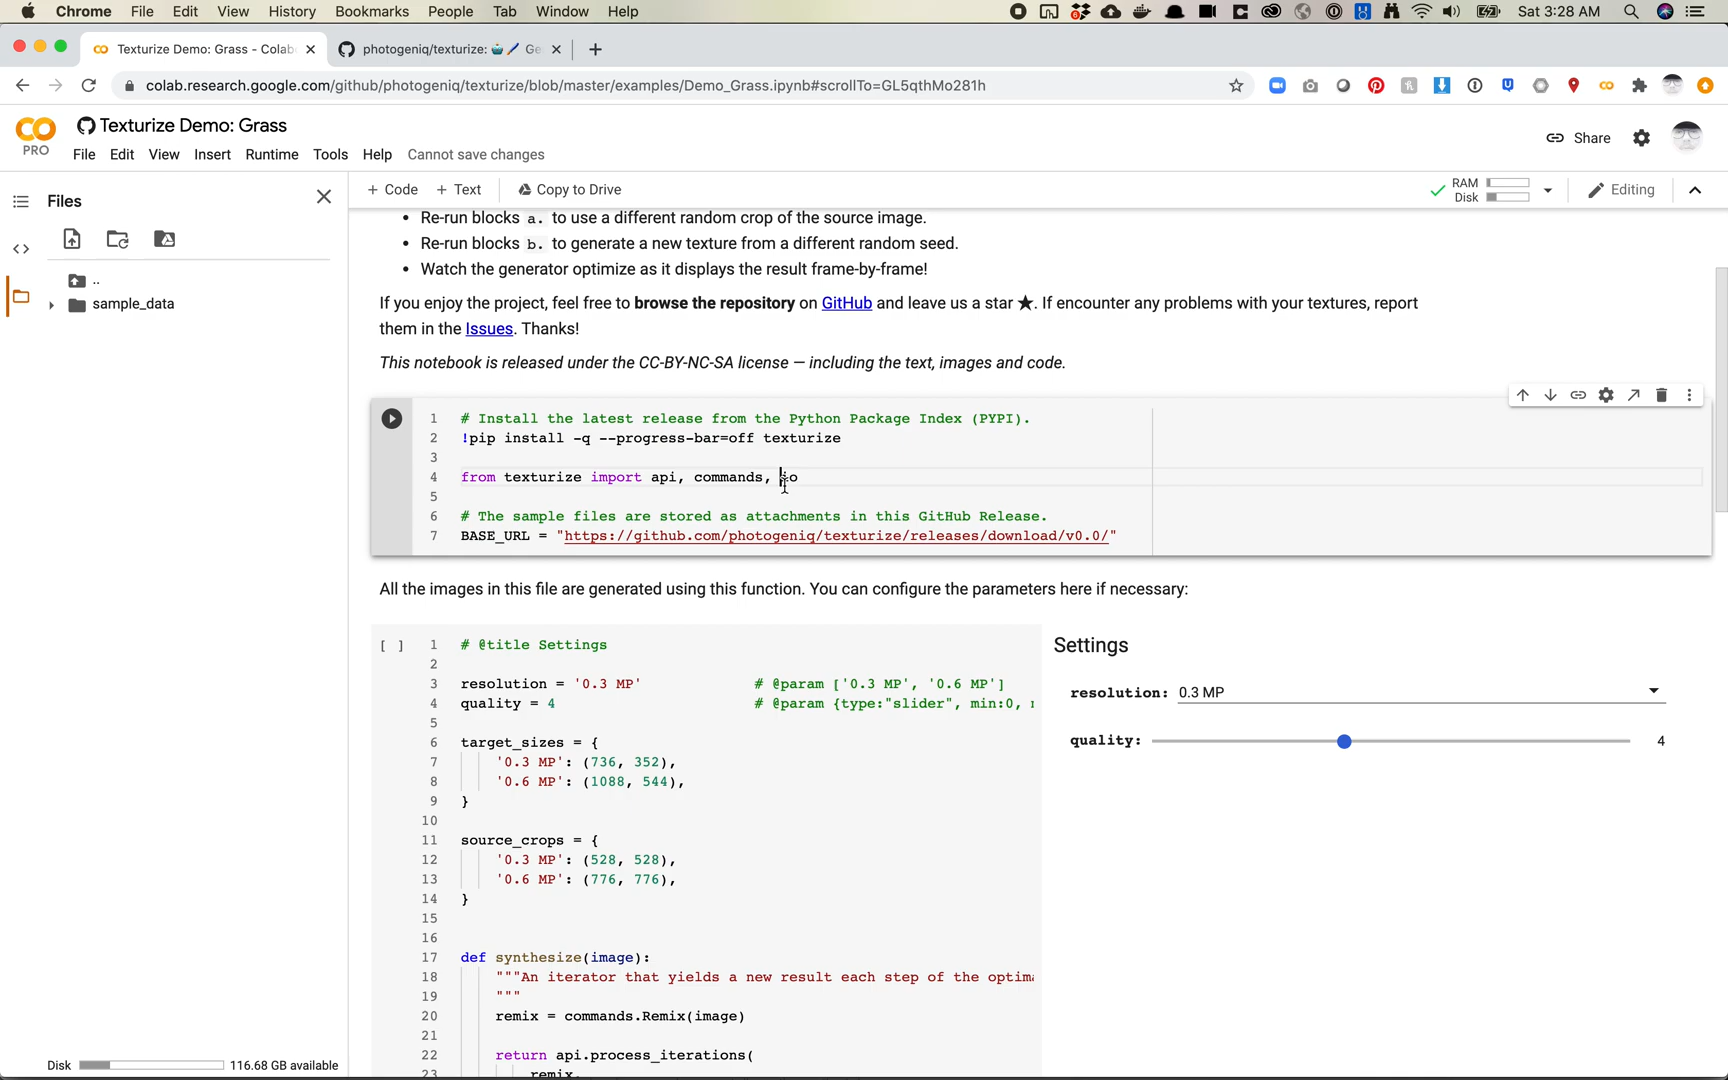 Chrome File Edit View History Bookmarks People Tab Window Help Sat 3:28 AM
Texturize Demo: Grass - Colab photogeniq/texturize: Ge
colab.research.google.com/github/photogeniq/texturize/blob/master/examples/Demo_Grass.ipynb#scrollTo=GL5qthMo281h
Texturize Demo: Grass
PRO File Edit View Insert Runtime Tools Help Cannot save changes Share
Files
+ Code + Text Copy to Drive RAM Disk Editing
• Re-run blocks a. to use a different random crop of the source image.
• Re-run blocks b. to generate a new texture from a different random seed.
• Watch the generator optimize as it displays the result frame-by-frame!
..
sample_data
If you enjoy the project, feel free to browse the repository on GitHub and leave us a star ★. If encounter any problems with your textures, report
them in the Issues. Thanks!
This notebook is released under the CC-BY-NC-SA license — including the text, images and code.
1 # Install the latest release from the Python Package Index (PYPI).
2 !pip install -q --progress-bar=off texturize
3
4 from texturize import api, commands, io
5
6 # The sample files are stored as attachments in this GitHub Release.
7 BASE_URL = "https://github.com/photogeniq/texturize/releases/download/v0.0/"
All the images in this file are generated using this function. You can configure the parameters here if necessary:
[ ] 1 # @title Settings
2
3 resolution = '0.3 MP' # @param ['0.3 MP', '0.6 MP']
4 quality = 4 # @param {type:"slider", min:0,
5
6 target_sizes = {
7 '0.3 MP': (736, 352),
8 '0.6 MP': (1088, 544),
9 }
10
11 source_crops = {
12 '0.3 MP': (528, 528),
13 '0.6 MP': (776, 776),
14 }
15
16
17 def synthesize(image):
18 """An iterator that yields a new result each step of the optim
19 """
20 remix = commands.Remix(image)
21
22 return api.process_iterations(
23 remix,
Settings
resolution: 0.3 MP
quality: 4
Disk 116.68 GB available